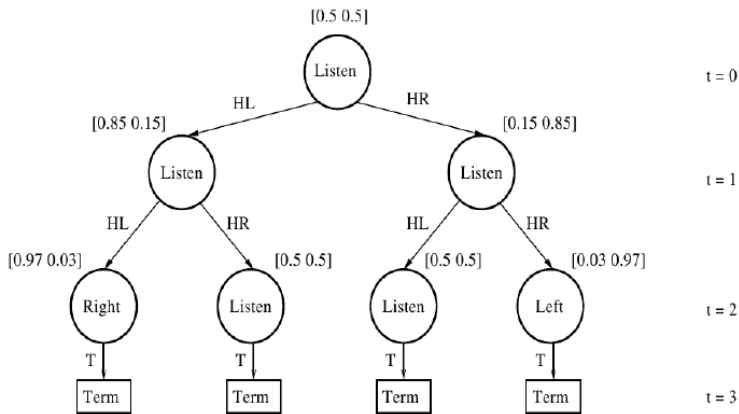 [0.5 0.5]
Listen
t = 0
HL
HR
[0.85 0.15]
[0.15 0.85]
Listen
Listen
t = 1
HL
HR
HL
HR
[0.97 0.03]
[0.5 0.5]
[0.5 0.5]
[0.03 0.97]
Right
Listen
Listen
Left
t = 2
T
T
T
T
Term
Term
Term
Term
t = 3